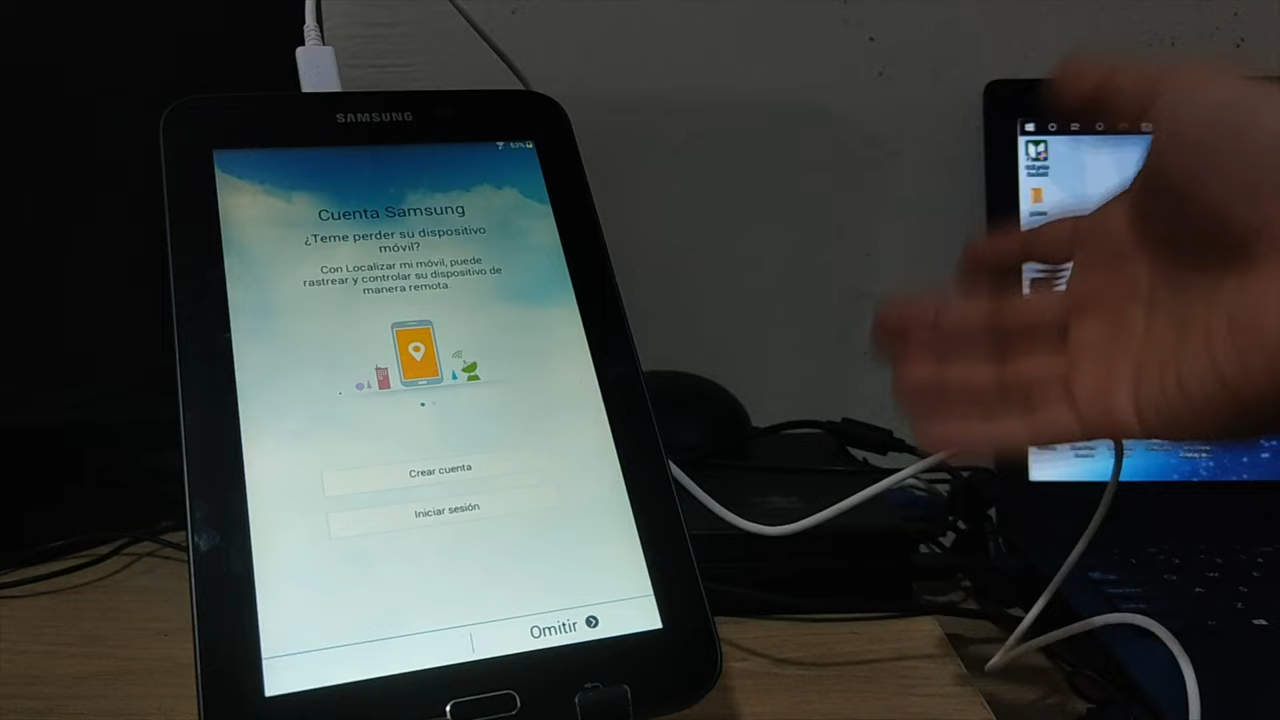 SAMSUNG
63%
Cuenta Samsung
¿Teme perder su dispositivo
móvil?
Con Localizar mi móvil, puede
rastrear y controlar su dispositivo de
manera remota.
Crear cuenta
Iniciar sesión
Omitir